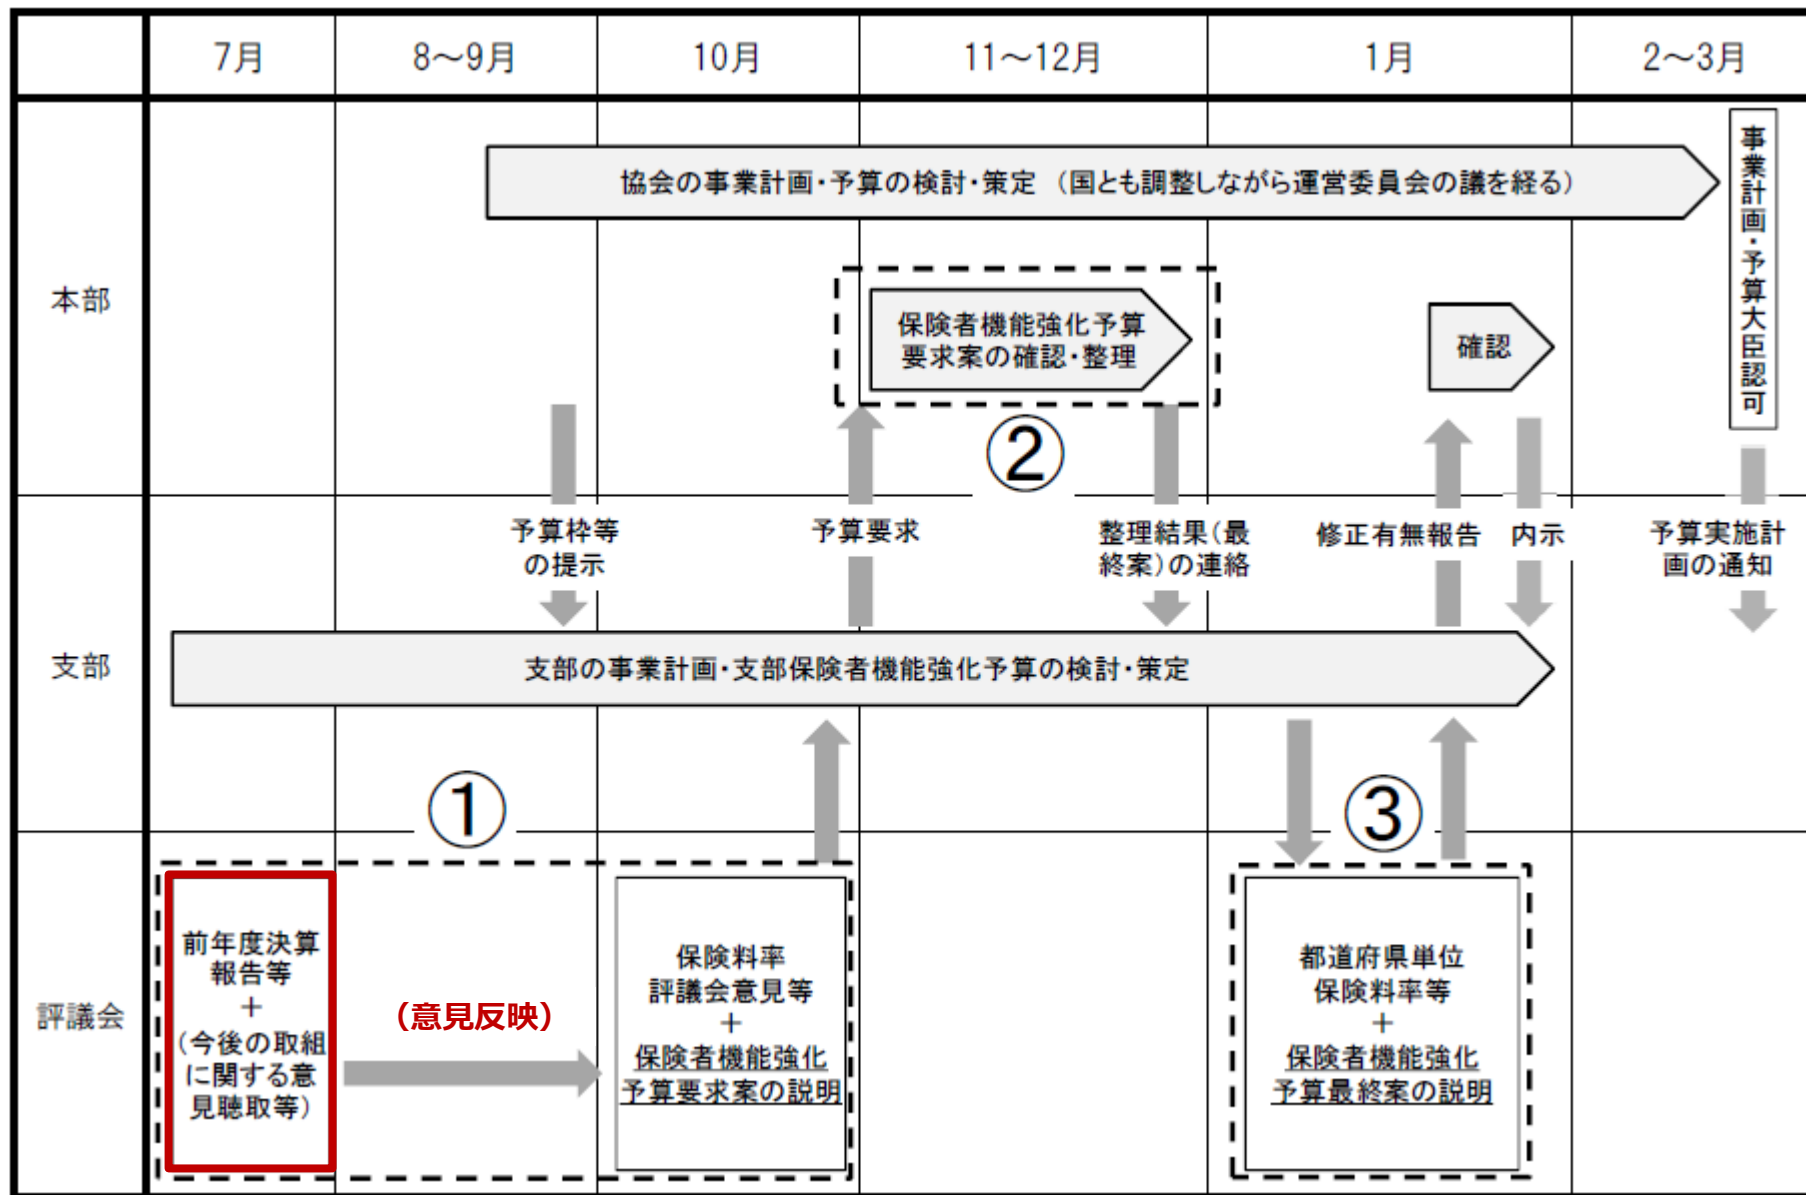 7月
8～9月
10月
11～12月
1月
2～3月
本部
協会の事業計画・予算の検討・策定 （国とも調整しながら運営委員会の議を経る）
事業計画・予算大臣認可
保険者機能強化予算
要求案の確認・整理
確認
②
予算枠等
の提示
予算要求
整理結果（最
終案）の連絡
修正有無報告
内示
予算実施計
画の通知
支部
支部の事業計画・支部保険者機能強化予算の検討・策定
①
③
評議会
前年度決算
報告等
＋
（今後の取組
に関する意
見聴取等）
（意見反映）
保険料率
評議会意見等
＋
保険者機能強化
予算要求案の説明
都道府県単位
保険料率等
＋
保険者機能強化
予算最終案の説明